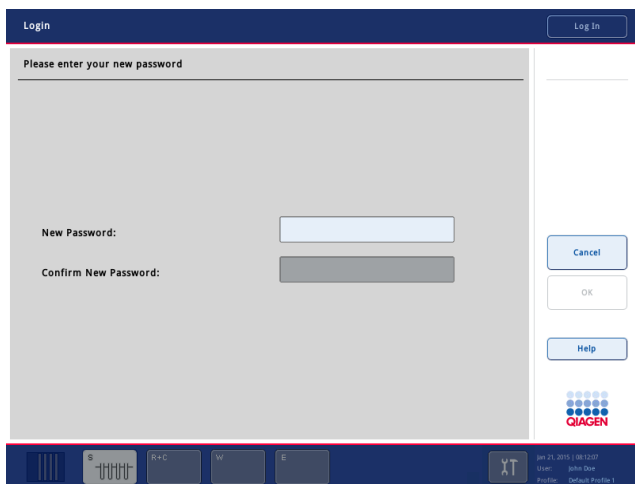 Login
Log In
Please enter your new password
New Password:
Confirm New Password:
Cancel
OK
Help
QIAGEN
S
R+C
W
E
Jan 21, 2015 | 08:12:07
User: John Doe
Profile: Default Profile 1